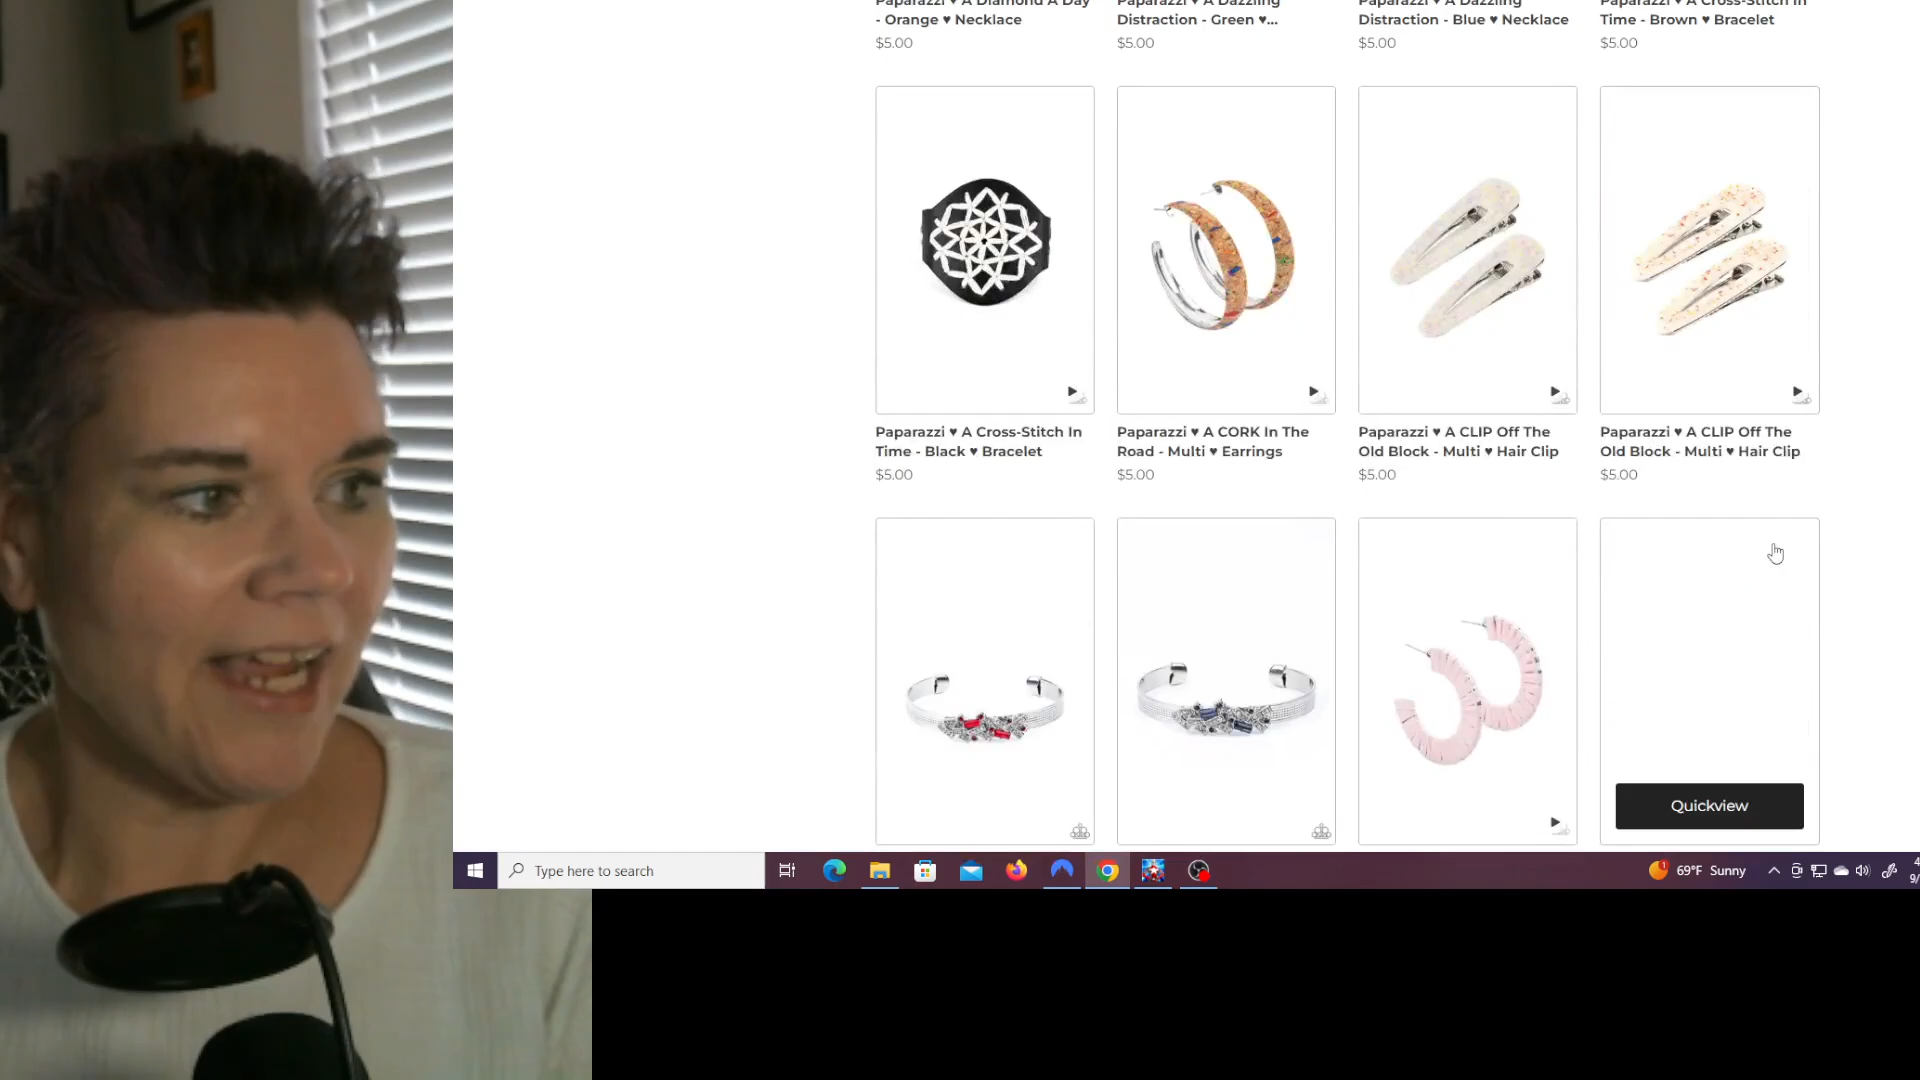 Paparazzi ♥ A Diamond A Day
- Orange ♥ Necklace
$5.00
Paparazzi ♥ A Dazzling
Distraction - Green ♥...
$5.00
Paparazzi ♥ A Dazzling
Distraction - Blue ♥ Necklace
$5.00
Paparazzi ♥ A Cross-Stitch In
Time - Brown ♥ Bracelet
$5.00
Paparazzi ♥ A Cross-Stitch In
Time - Black ♥ Bracelet
$5.00
Paparazzi ♥ A CORK In The
Road - Multi ♥ Earrings
$5.00
Paparazzi ♥ A CLIP Off The
Old Block - Multi ♥ Hair Clip
$5.00
Paparazzi ♥ A CLIP Off The
Old Block - Multi ♥ Hair Clip
$5.00
Quickview
Type here to search
1
69°F Sunny
4
9/